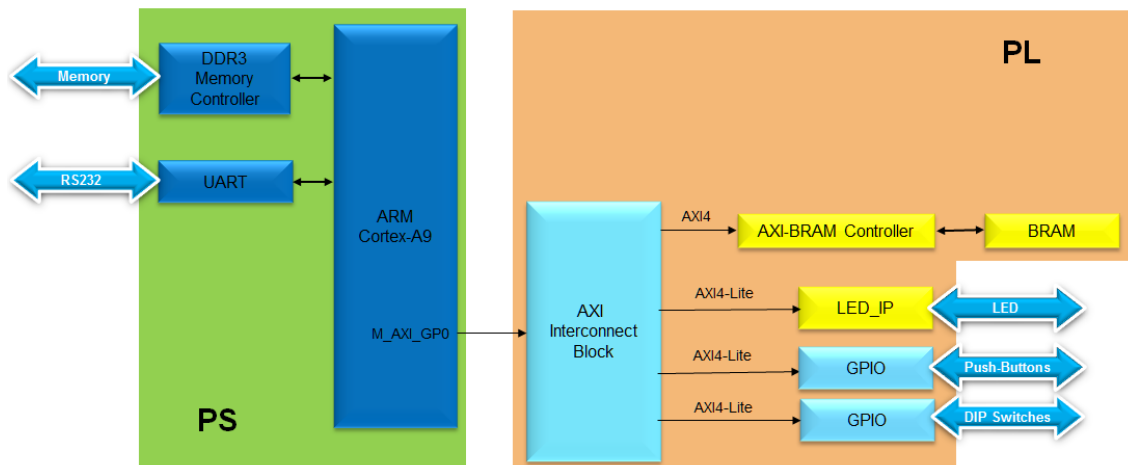 PL
DDR3
Memory
Controller
Memory
RS232
UART
ARM
Cortex-A9
M_AXI_GP0
PS
AXI
Interconnect
Block
AXI4
AXI-BRAM Controller
BRAM
AXI4-Lite
LED_IP
LED
AXI4-Lite
GPIO
Push-Buttons
AXI4-Lite
GPIO
DIP Switches